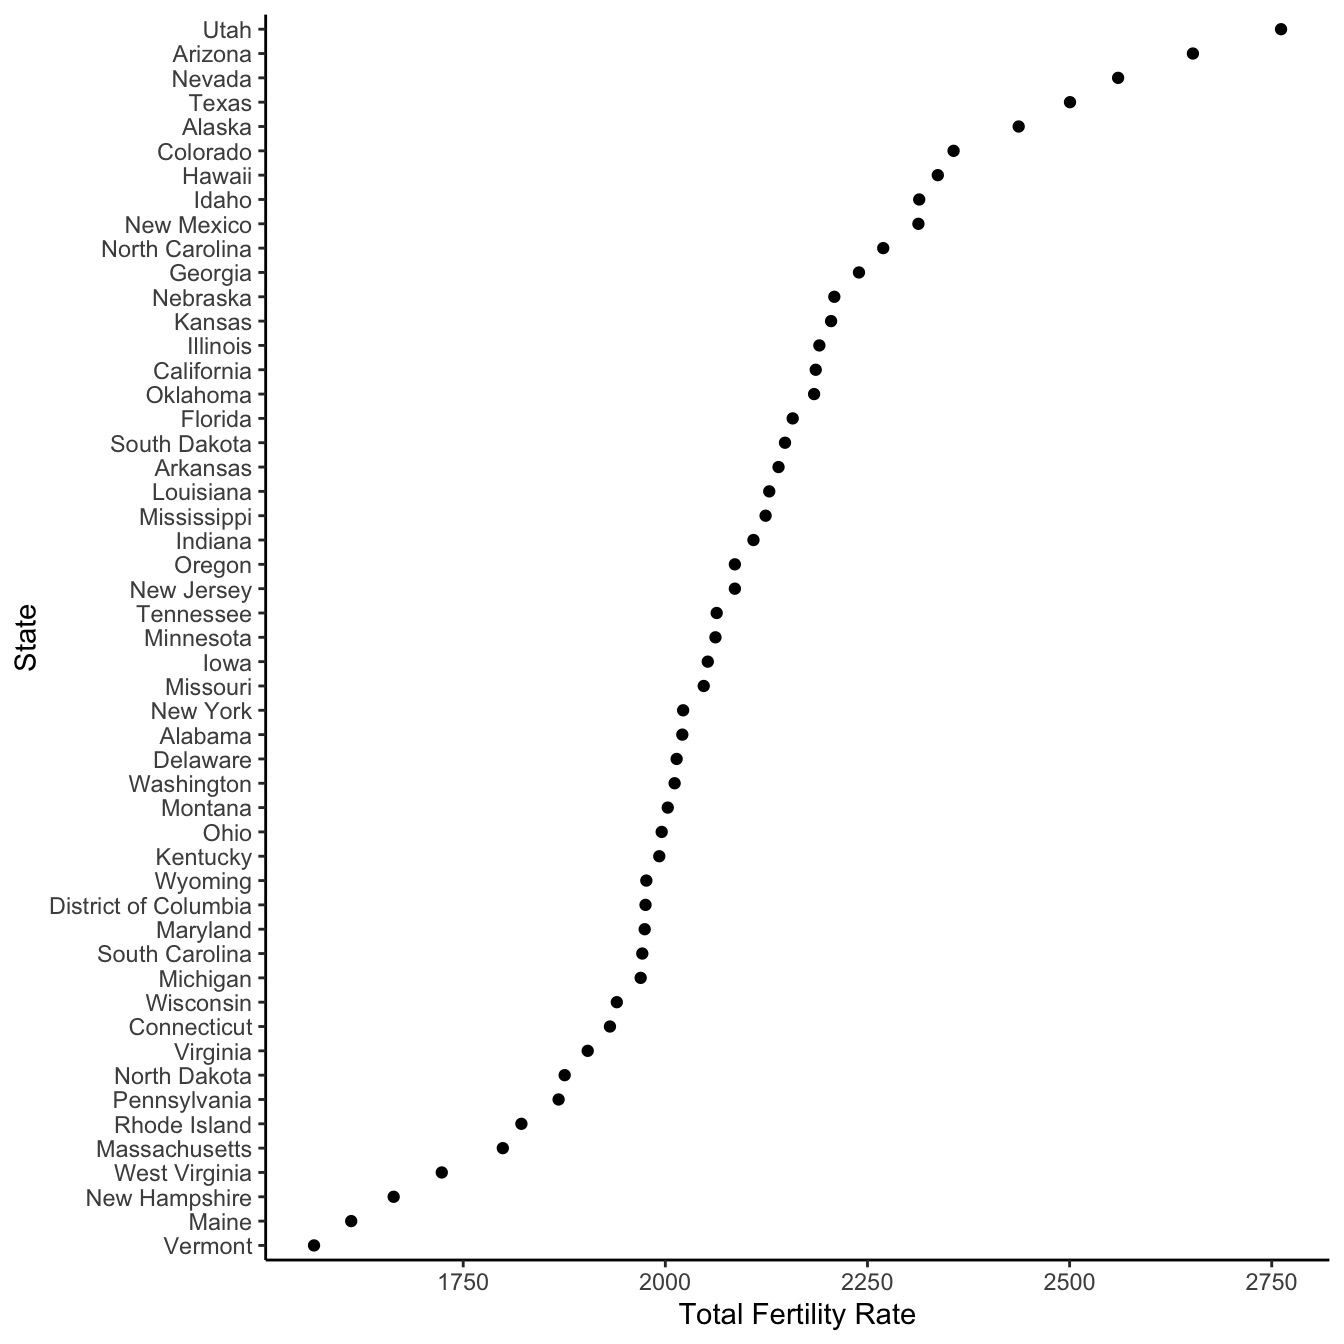 Utah
Arizona
Nevada
Texas
Alaska
Colorado
Hawaii
Idaho
New Mexico
North Carolina
Georgia
Nebraska
Kansas
Illinois
California
Oklahoma
Florida
South Dakota
Arkansas
Louisiana
Mississippi
Indiana
Oregon
New Jersey
Tennessee
Minnesota
Iowa
Missouri
New York
Alabama
Delaware
Washington
Montana
Ohio
Kentucky
Wyoming
District of Columbia
Maryland
South Carolina
Michigan
Wisconsin
Connecticut
Virginia
North Dakota
Pennsylvania
Rhode Island
Massachusetts
West Virginia
New Hampshire
Maine
Vermont
State
1750 2000 2250 2500 2750
Total Fertility Rate